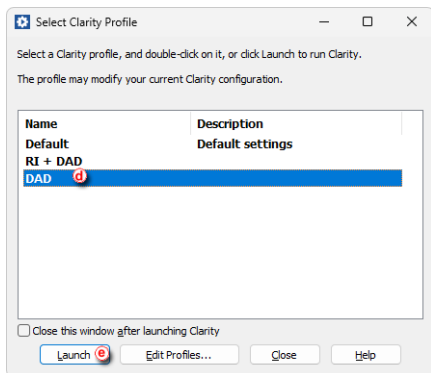 Select Clarity Profile
Select a Clarity profile, and double-click on it, or click Launch to run Clarity.
The profile may modify your current Clarity configuration.
Name Description
Default Default settings
RI + DAD
DAD d
Close this window after launching Clarity
Launch e Edit Profiles... Close Help